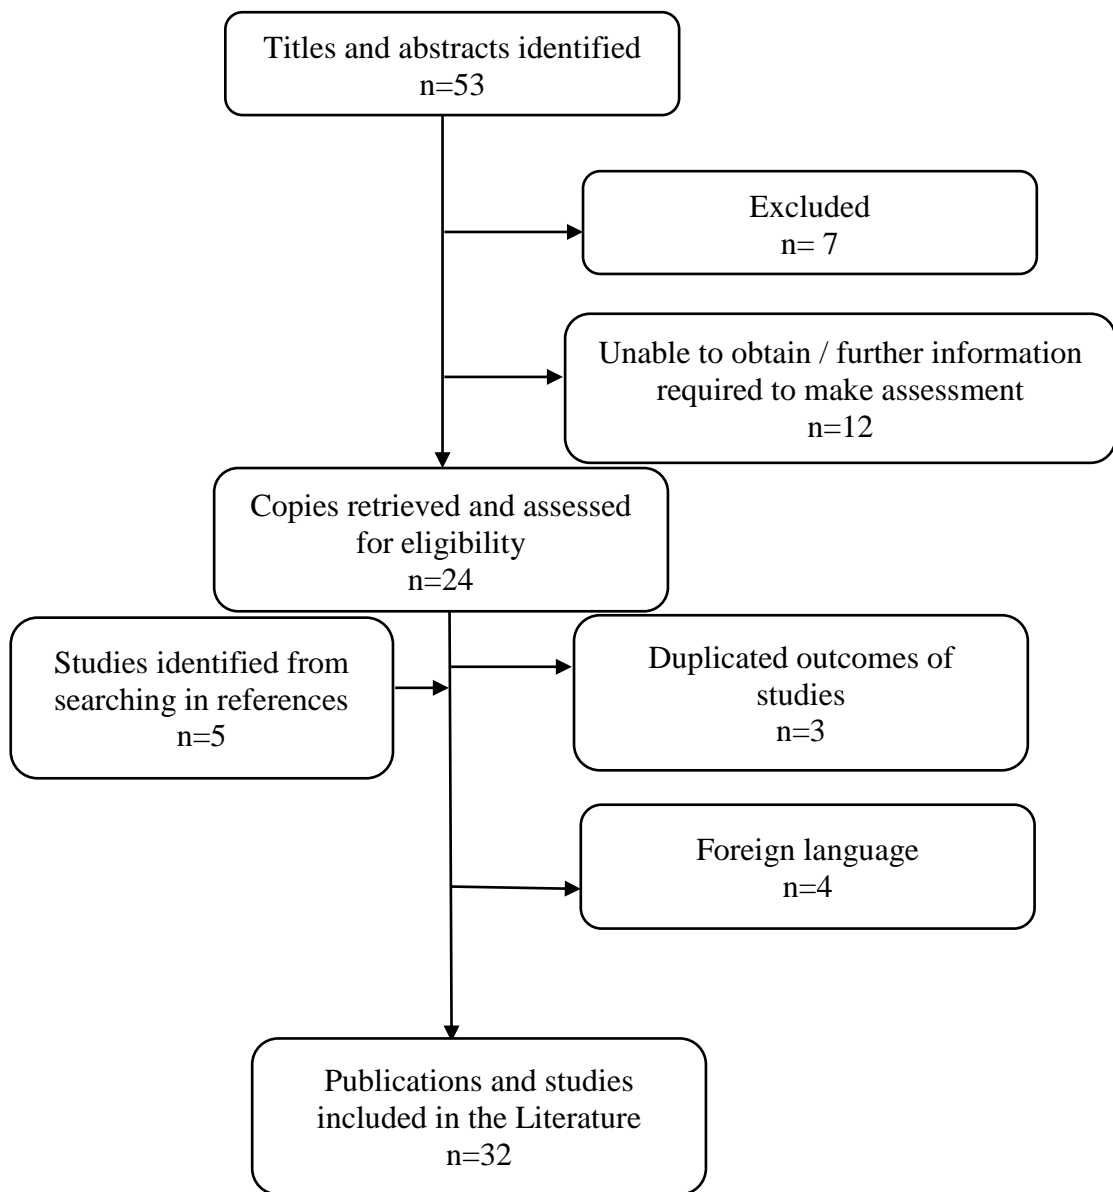 Titles and abstracts identified
n=53
Excluded
n= 7
Unable to obtain / further information
required to make assessment
n=12
Copies retrieved and assessed
for eligibility
n=24
Studies identified from
searching in references
n=5
Duplicated outcomes of
studies
n=3
Foreign language
n=4
Publications and studies
included in the Literature
n=32